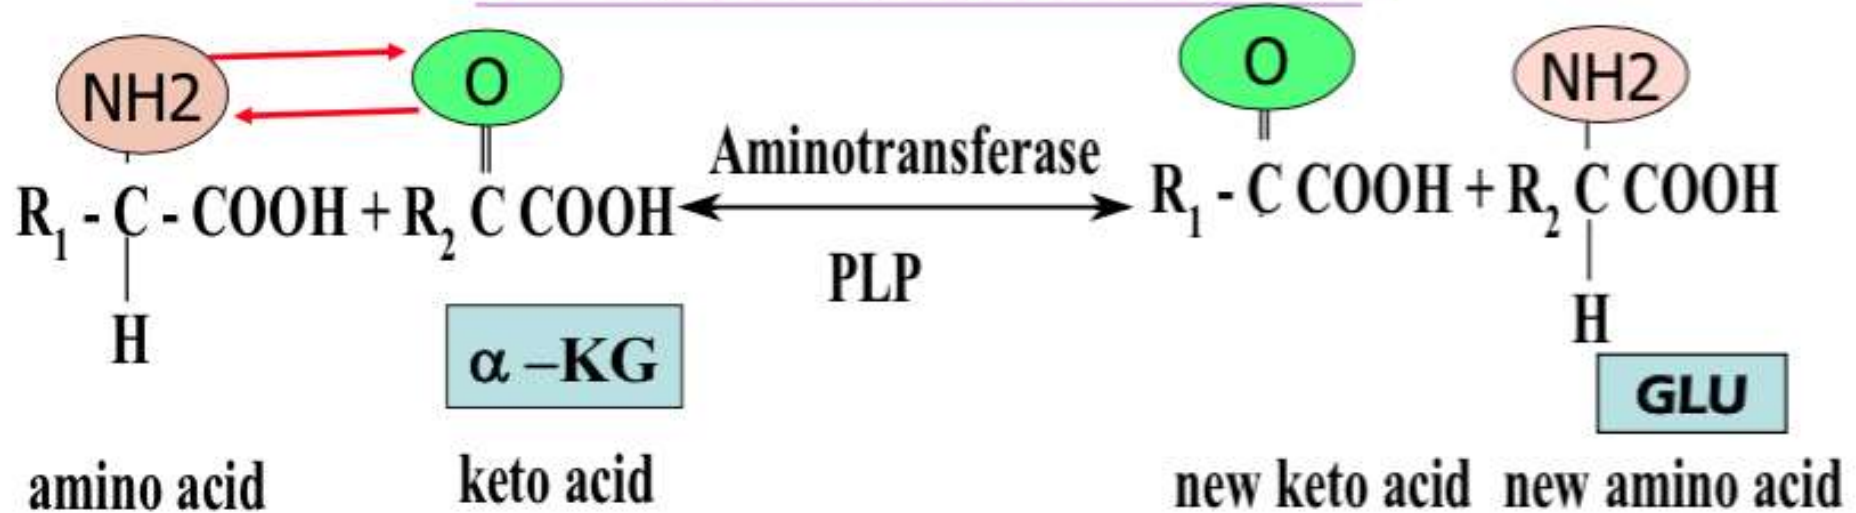 NH2 O O NH2
Aminotransferase
R₁ - C - COOH + R₂ C COOH R₁ - C COOH + R₂ C COOH
PLP
H H
α –KG GLU
amino acid keto acid new keto acid new amino acid